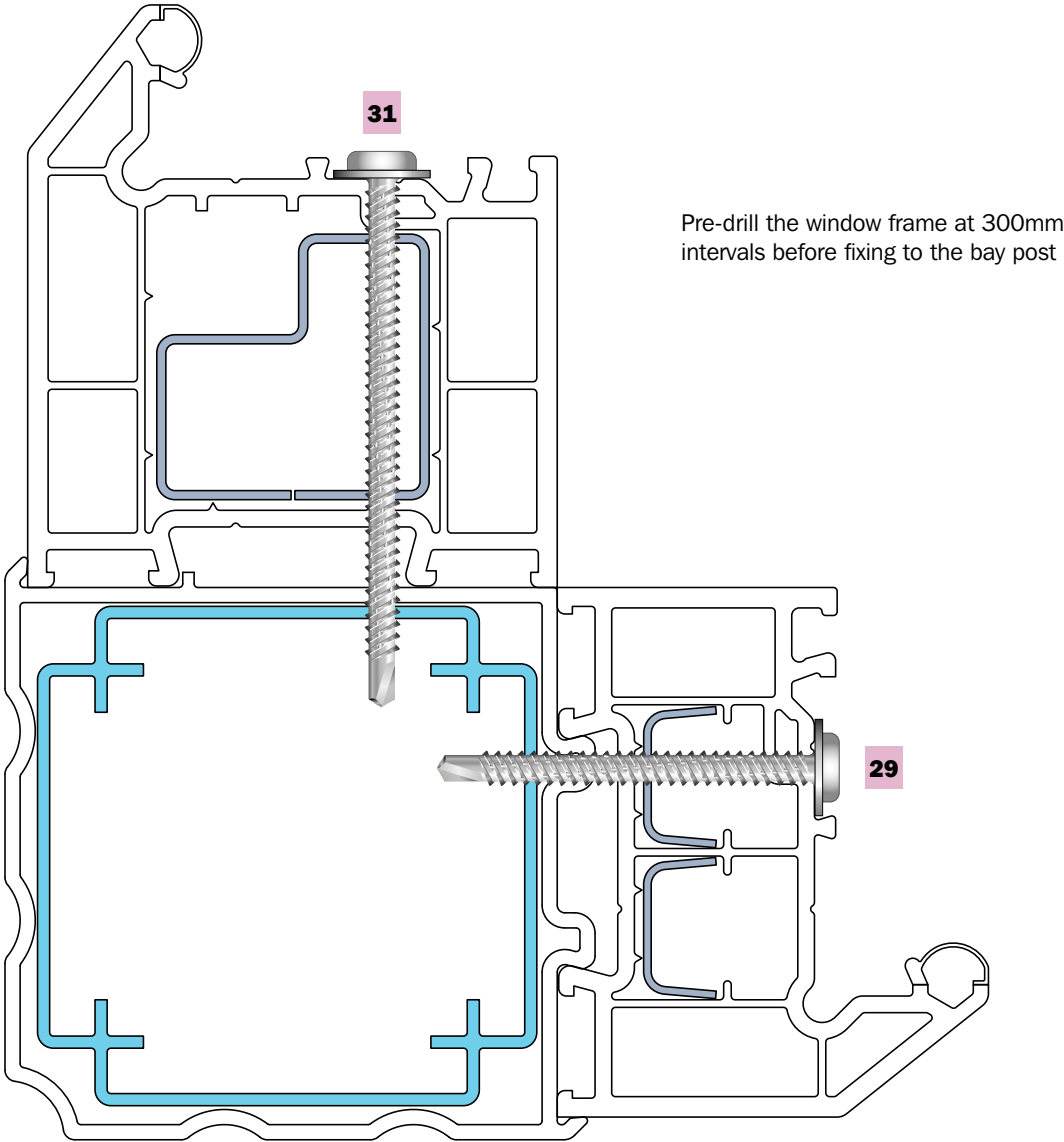 31
Pre-drill the window frame at 300mm
intervals before fixing to the bay post
29